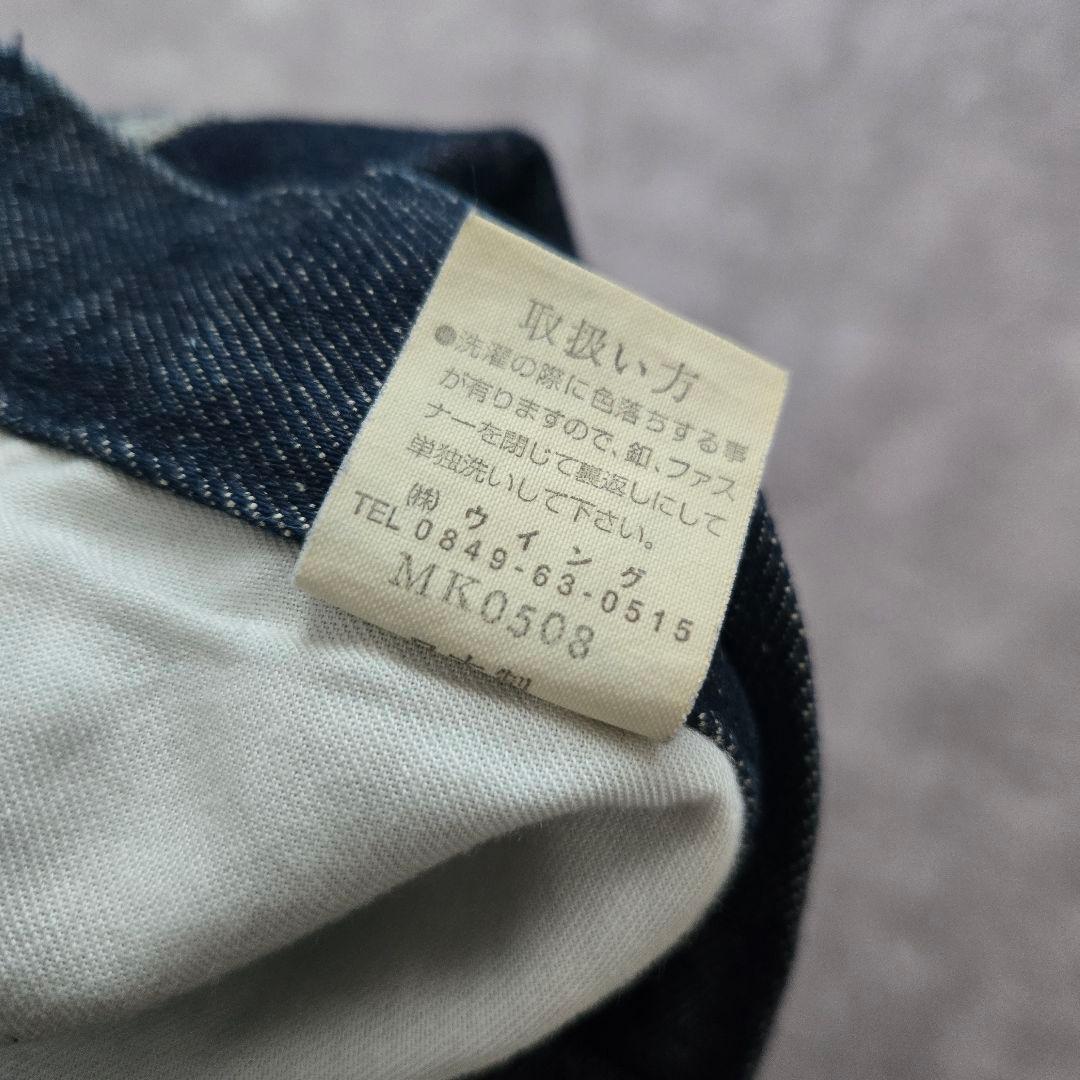 取扱い方
●洗濯の際に色落ちする事
が有りますので、釦、ファス
ナーを閉じて裏返しにして
単独洗いして下さい。
㈱ウイング
TEL 0849-63-0515
MK0508
日本製